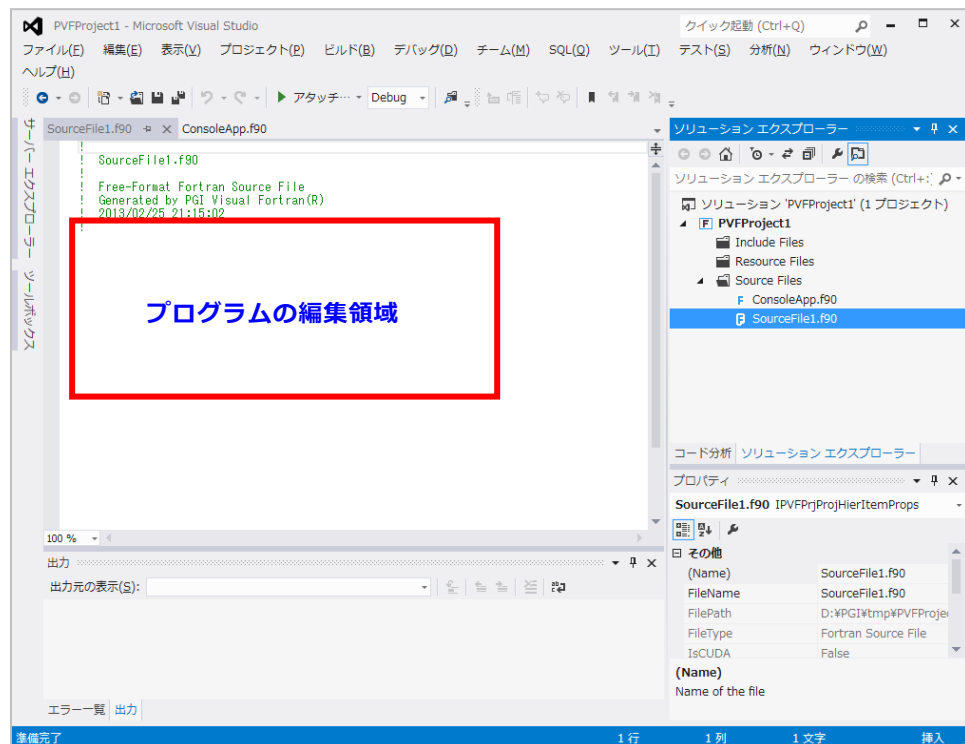 PVFProject1 - Microsoft Visual Studio
クイック起動 (Ctrl+Q)
ファイル(F) 編集(E) 表示(V) プロジェクト(P) ビルド(B) デバッグ(D) チーム(M) SQL(Q) ツール(T) テスト(S) 分析(N) ウィンドウ(W)
ヘルプ(H)
アタッチ… Debug
サーバー エクスプローラー
ツールボックス
SourceFile1.f90
ConsoleApp.f90
!
! SourceFile1.f90
!
! Free-Format Fortran Source File
! Generated by PGI Visual Fortran(R)
! 2013/02/25 21:15:02
!
プログラムの編集領域
100 %
出力
出力元の表示(S):
エラー一覧 出力
ソリューション エクスプローラー
ソリューション エクスプローラー の検索 (Ctrl+:)
ソリューション 'PVFProject1' (1 プロジェクト)
PVFProject1
Include Files
Resource Files
Source Files
ConsoleApp.f90
SourceFile1.f90
コード分析 ソリューション エクスプローラー
プロパティ
SourceFile1.f90 IPVFPrjProjHierItemProps
その他
(Name) SourceFile1.f90
FileName SourceFile1.f90
FilePath D:¥PGI¥tmp¥PVFProje
FileType Fortran Source File
IsCUDA False
(Name)
Name of the file
準備完了 1 行 1 列 1 文字 挿入